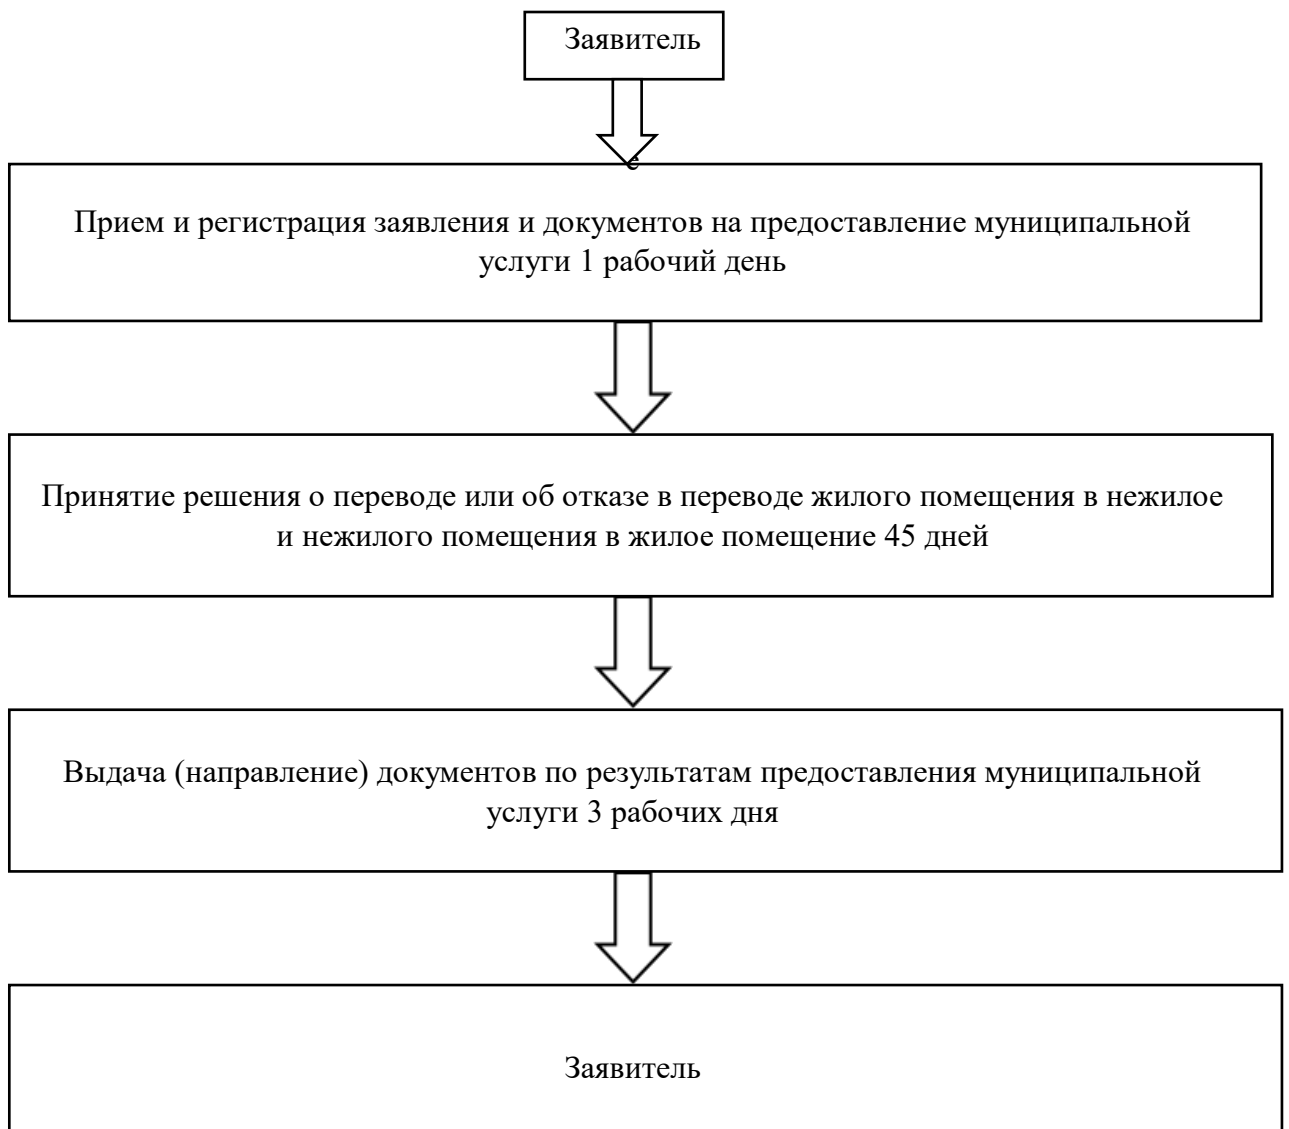 Заявитель
Прием и регистрация заявления и документов на предоставление муниципальной
услуги 1 рабочий день
Принятие решения о переводе или об отказе в переводе жилого помещения в нежилое
и нежилого помещения в жилое помещение 45 дней
Выдача (направление) документов по результатам предоставления муниципальной
услуги 3 рабочих дня
Заявитель